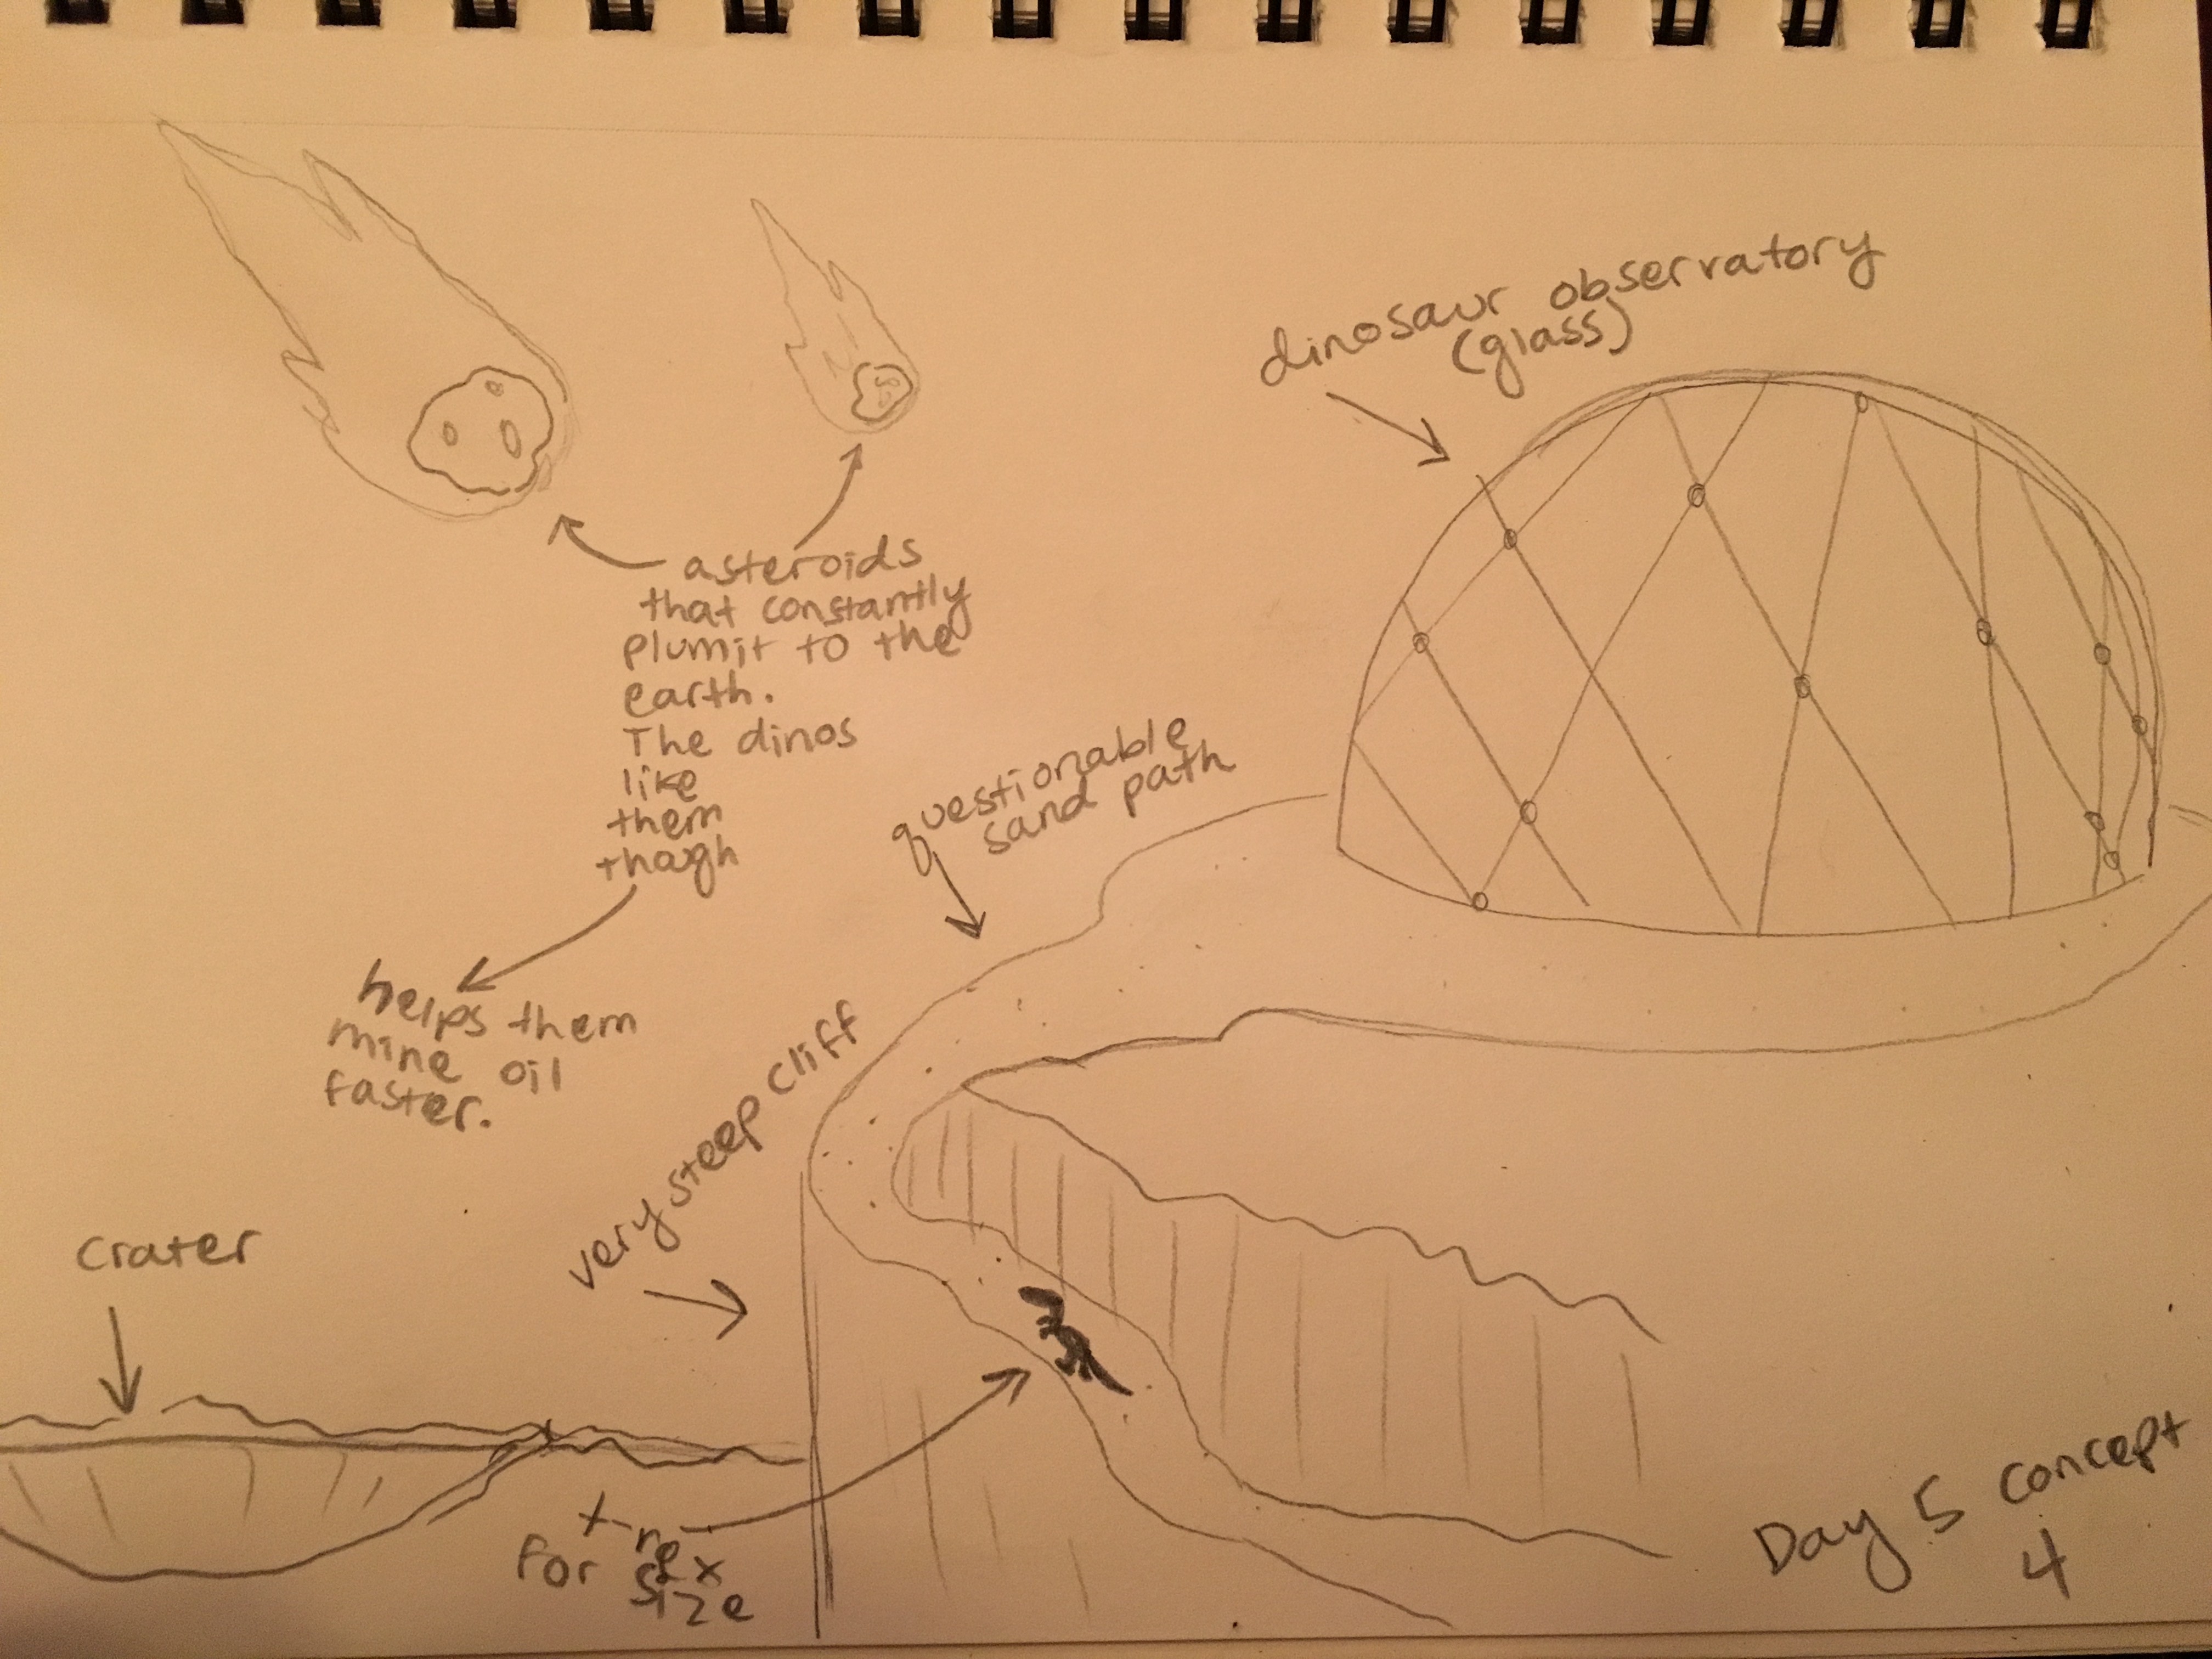 dinosaur observatory
(glass)
asteroids
that constantly
plumit to the
earth.
The dinos
like
them
thoagh
helps them
mine oil
faster.
questionable
sand path
very steep cliff
Crater
t-rex
for size
Day 5 concept
4